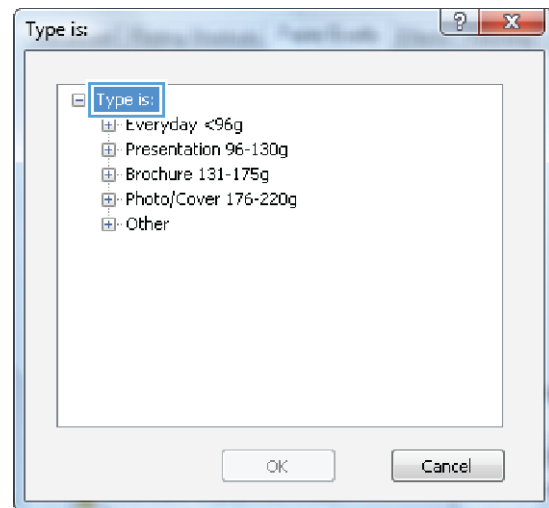 Type is:
Type is:
Everyday <96g
Presentation 96-130g
Brochure 131-175g
Photo/Cover 176-220g
Other
OK
Cancel